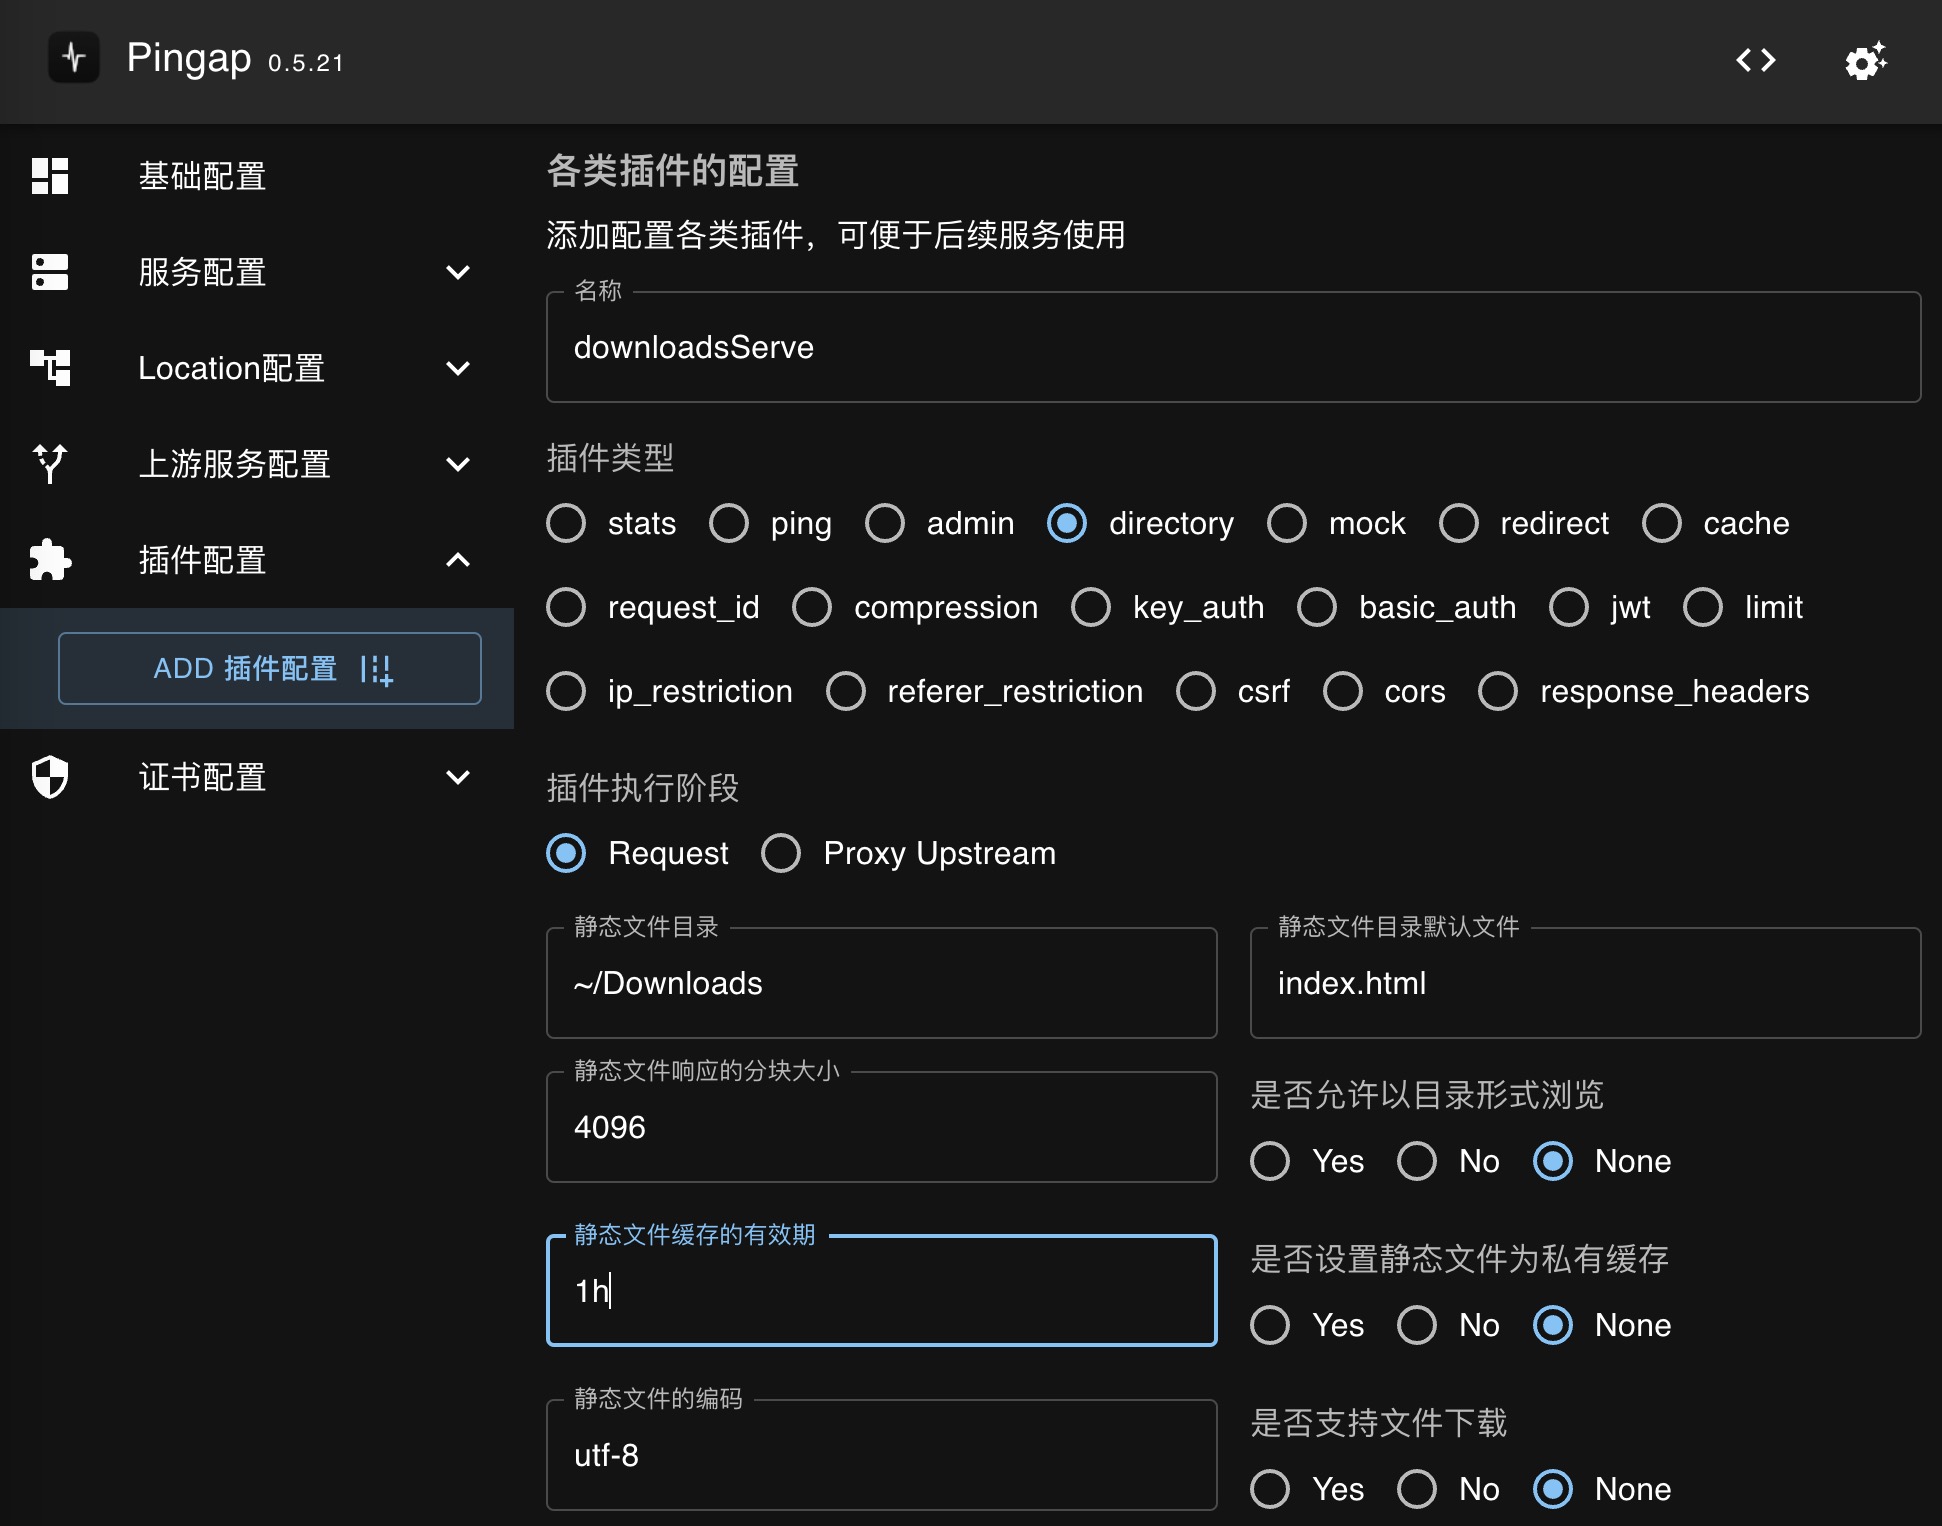 Pingap 0.5.21
基础配置
服务配置
Location配置
上游服务配置
插件配置
ADD 插件配置
证书配置
各类插件的配置
添加配置各类插件，可便于后续服务使用
名称
downloadsServe
插件类型
stats ping admin directory mock redirect cache
request_id compression key_auth basic_auth jwt limit
ip_restriction referer_restriction csrf cors response_headers
插件执行阶段
Request Proxy Upstream
静态文件目录
~/Downloads
静态文件目录默认文件
index.html
静态文件响应的分块大小
4096
是否允许以目录形式浏览
Yes No None
静态文件缓存的有效期
1h
是否设置静态文件为私有缓存
Yes No None
静态文件的编码
utf-8
是否支持文件下载
Yes No None